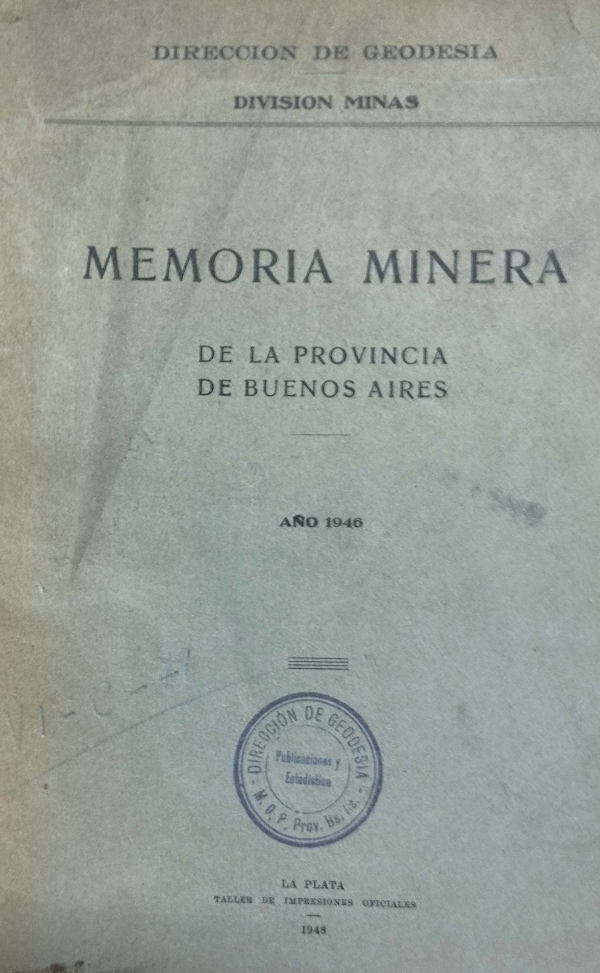 DIRECCION DE GEODESIA
DIVISION MINAS
MEMORIA MINERA
DE LA PROVINCIA
DE BUENOS AIRES
AÑO 1946
- DIRECCIÓN DE GEODESIA -
Publicaciones y
Estadística
M. O. P. Prov. Bs. As.
LA PLATA
TALLER DE IMPRESIONES OFICIALES
1948